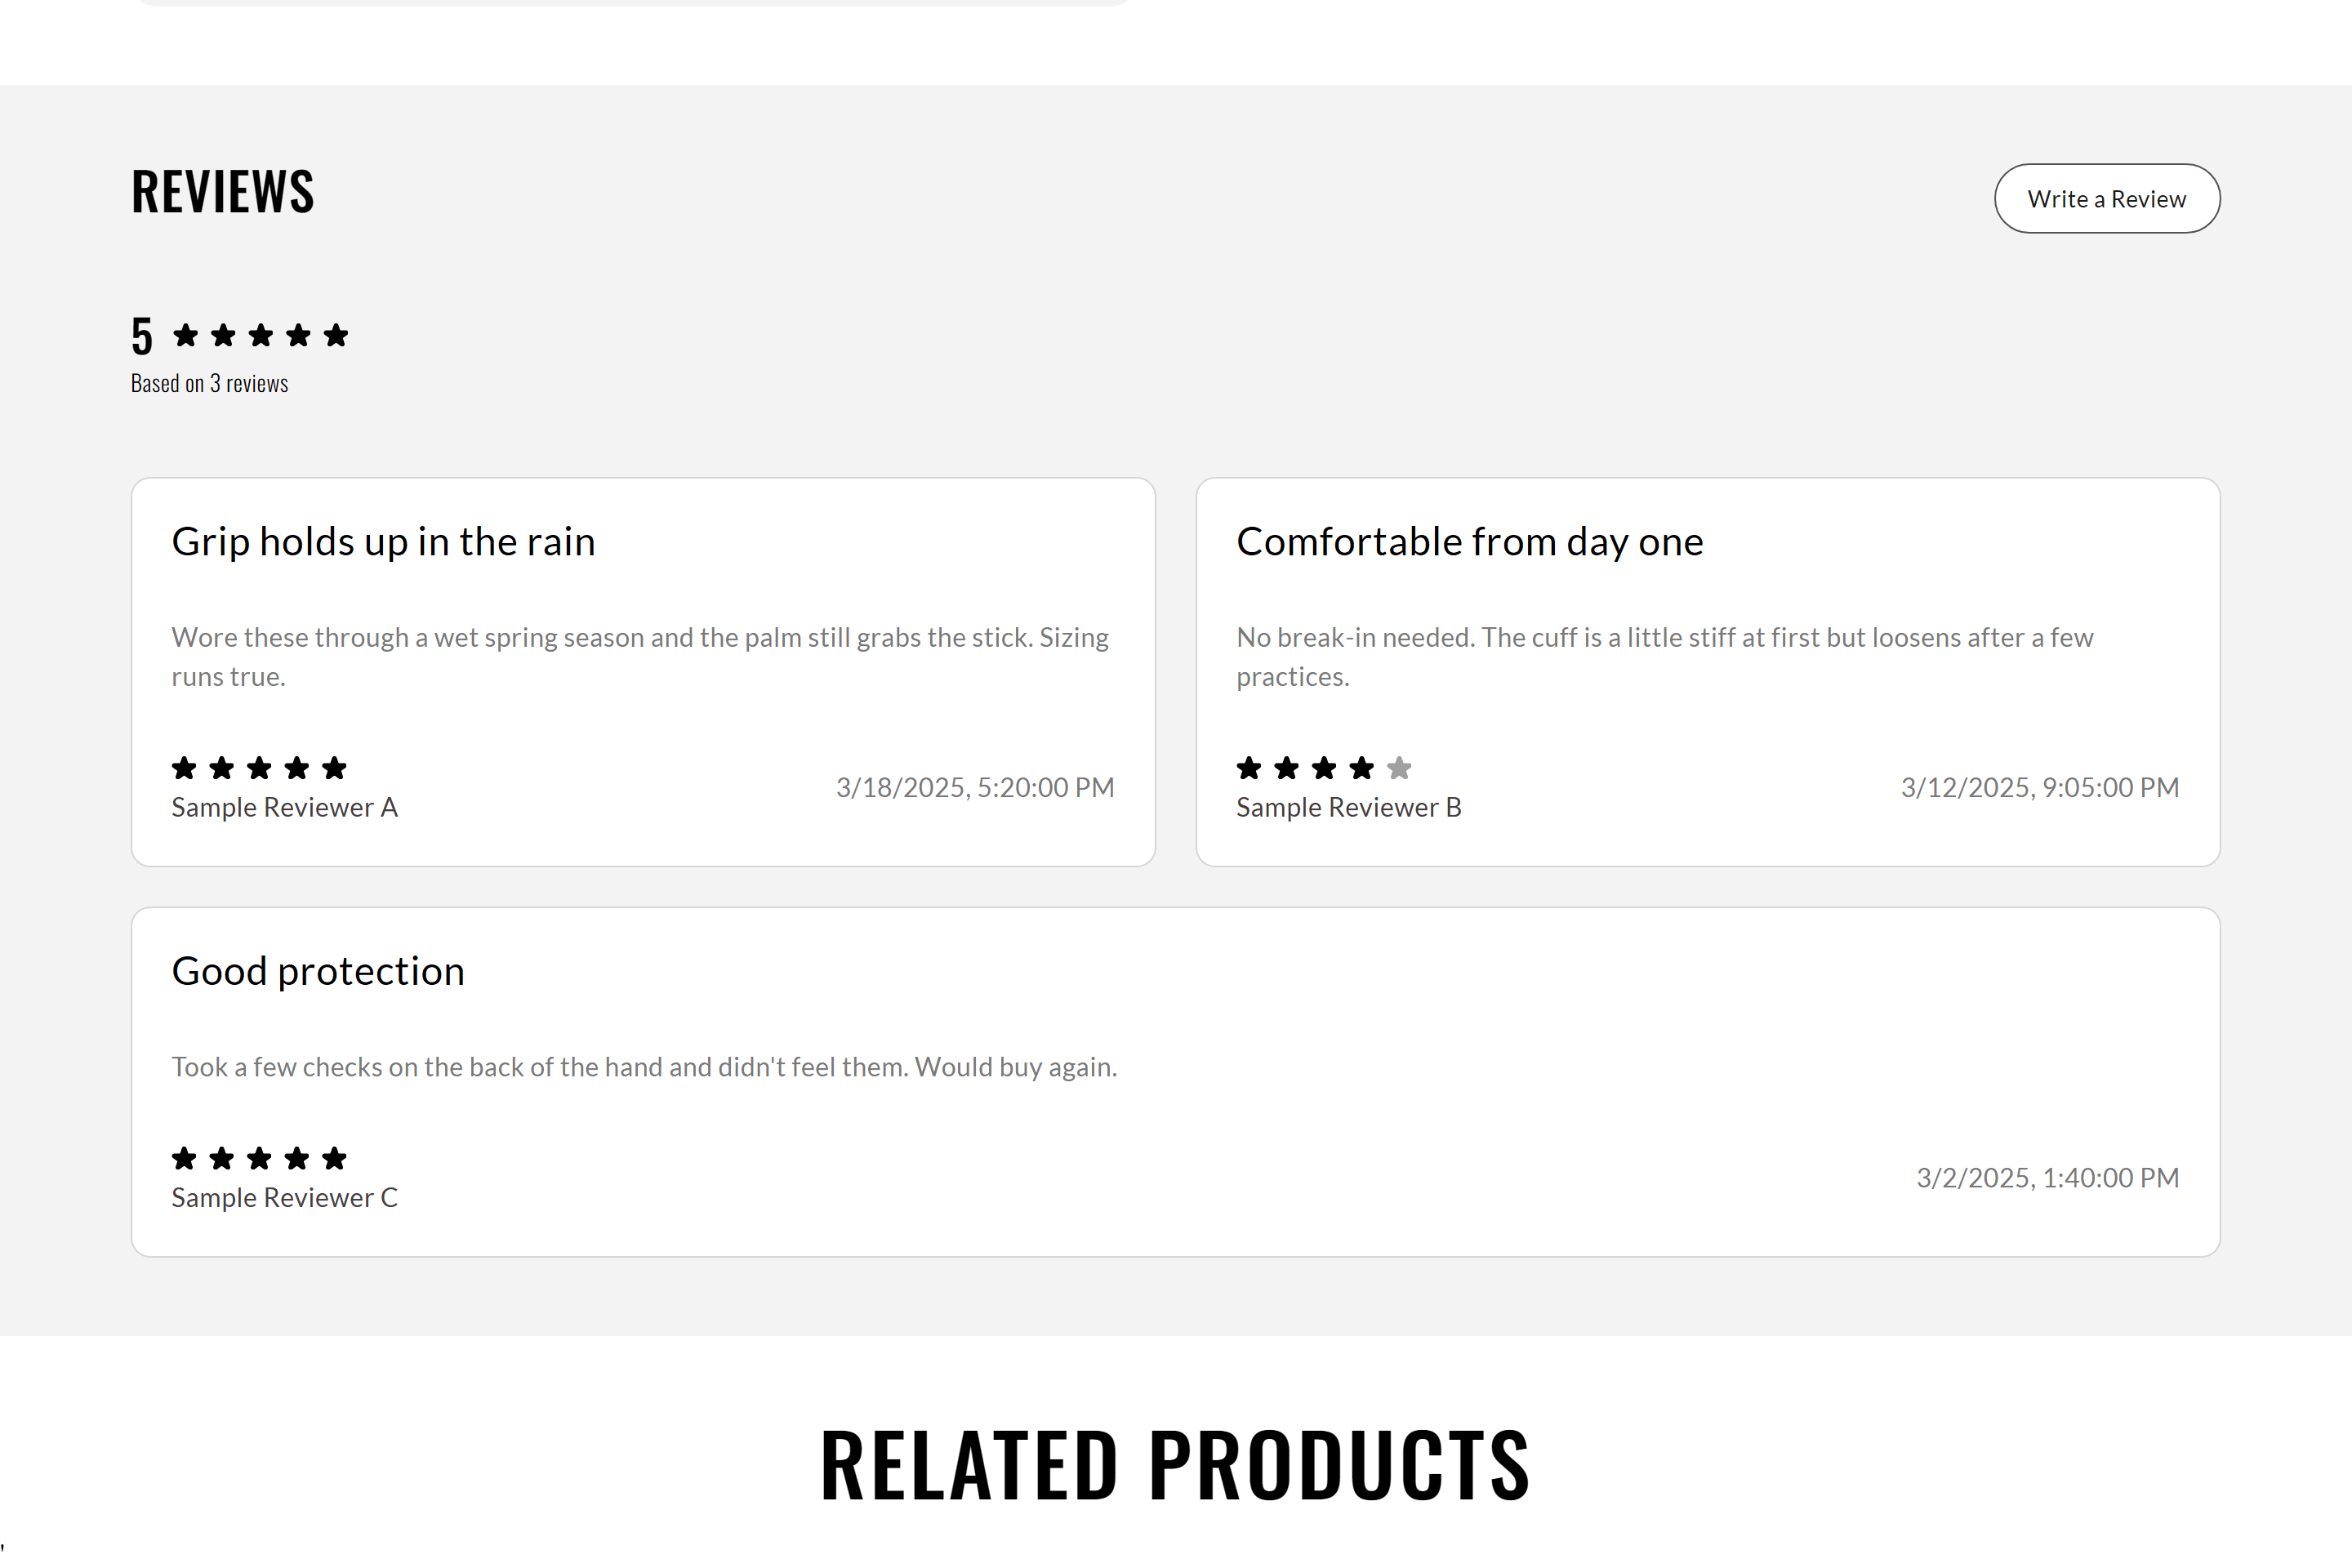 REVIEWS
Write a Review
5
Based on 3 reviews
Grip holds up in the rain
Wore these through a wet spring season and the palm still grabs the stick. Sizing
runs true.
Sample Reviewer A
3/18/2025, 5:20:00 PM
Comfortable from day one
No break-in needed. The cuff is a little stiff at first but loosens after a few
practices.
Sample Reviewer B
3/12/2025, 9:05:00 PM
Good protection
Took a few checks on the back of the hand and didn't feel them. Would buy again.
Sample Reviewer C
3/2/2025, 1:40:00 PM
RELATED PRODUCTS
'